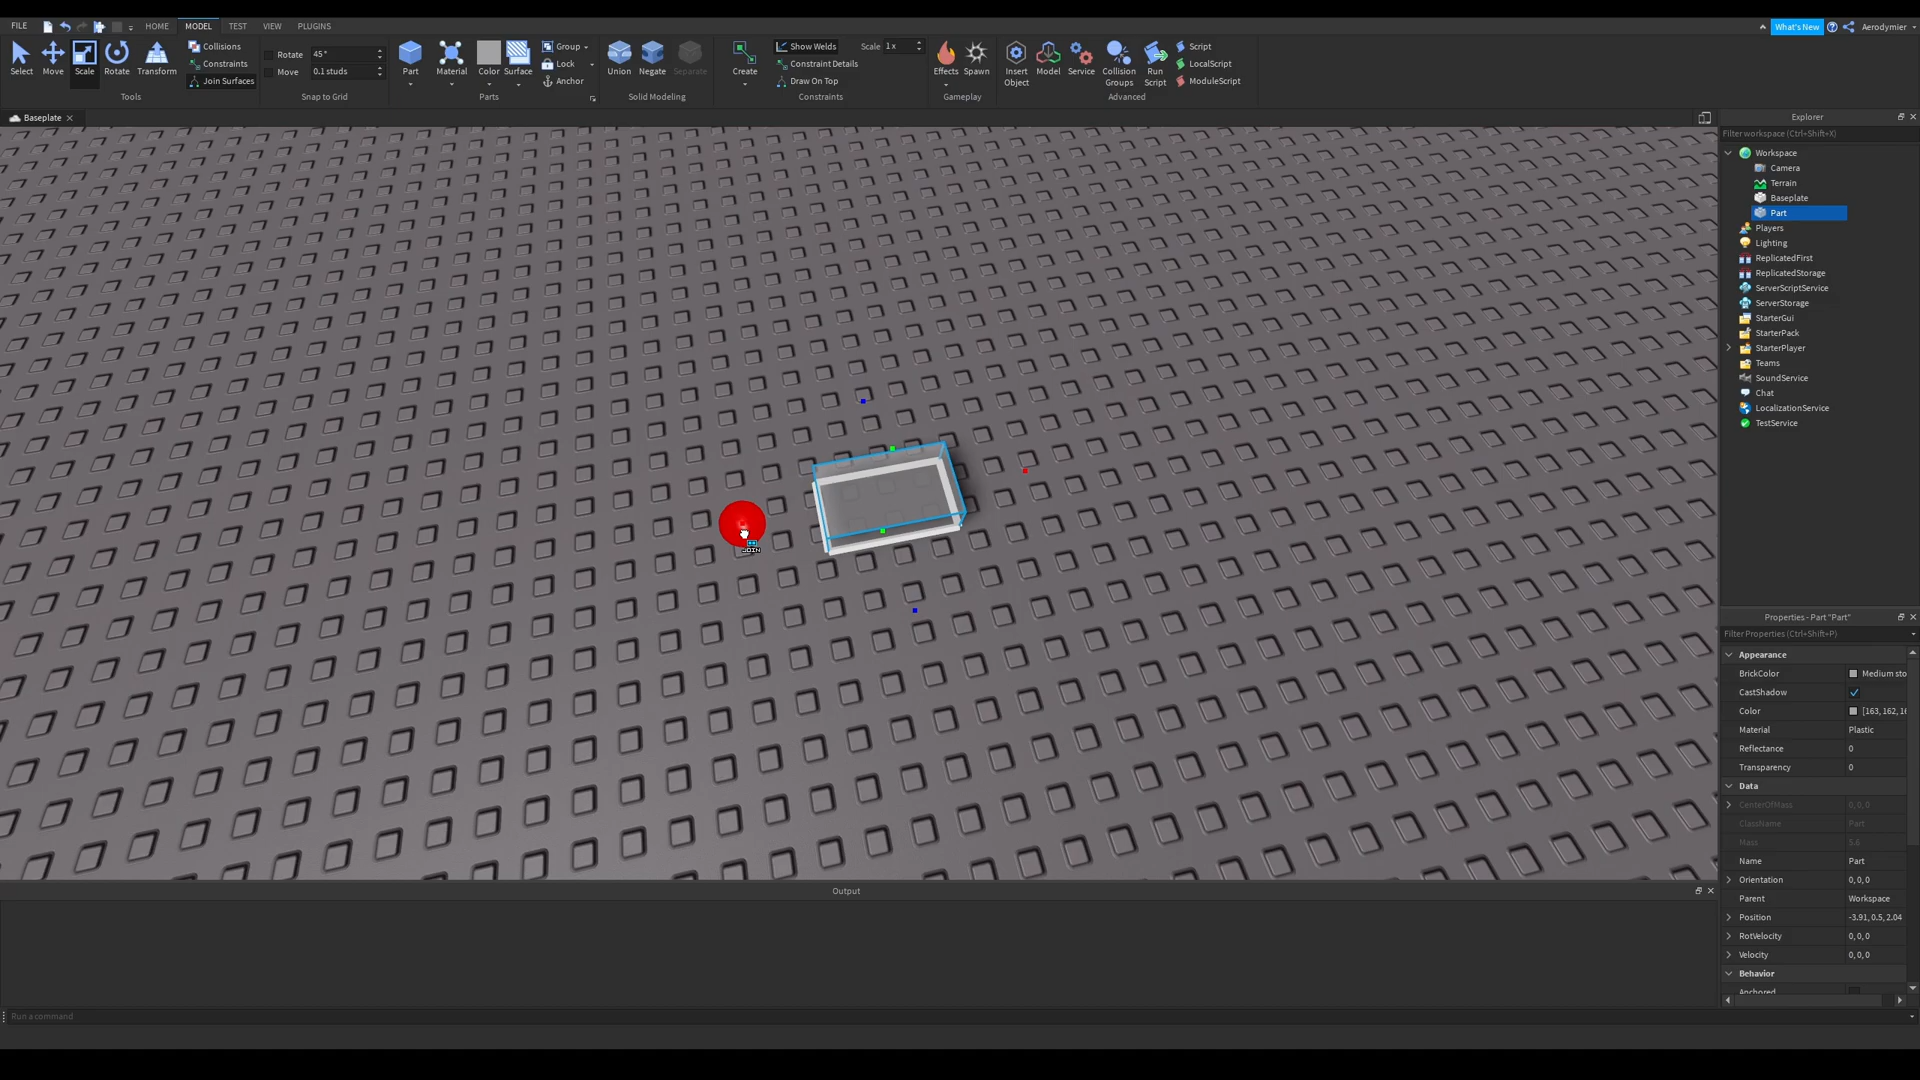 FILE HOME MODEL TEST VIEW PLUGINS What's New Aerodymier
Select Move Scale Rotate Transform
Collisions
Constraints
Join Surfaces
Tools
Rotate 45°
Move 0.1 studs
Snap to Grid
Part Material Color Surface
Group
Lock
Anchor
Parts
Union Negate Separate
Solid Modeling
Create
Show Welds Scale 1 x
Constraint Details
Draw On Top
Constraints
Effects Spawn
Gameplay
Insert Object Model Service Collision Groups Run Script
Script
LocalScript
ModuleScript
Advanced
Baseplate
JOIN
Explorer
Filter workspace (Ctrl+Shift+X)
Workspace
Camera
Terrain
Baseplate
Part
Players
Lighting
ReplicatedFirst
ReplicatedStorage
ServerScriptService
ServerStorage
StarterGui
StarterPack
StarterPlayer
Teams
SoundService
Chat
LocalizationService
TestService
Properties - Part "Part"
Filter Properties (Ctrl+Shift+P)
Appearance
BrickColor Medium sto
CastShadow
Color [163, 162, 16
Material Plastic
Reflectance 0
Transparency 0
Data
CenterOfMass 0, 0, 0
ClassName Part
Mass 5.6
Name Part
Orientation 0, 0, 0
Parent Workspace
Position -3.91, 0.5, 2.04
RotVelocity 0, 0, 0
Velocity 0, 0, 0
Behavior
Anchored
Output
Run a command